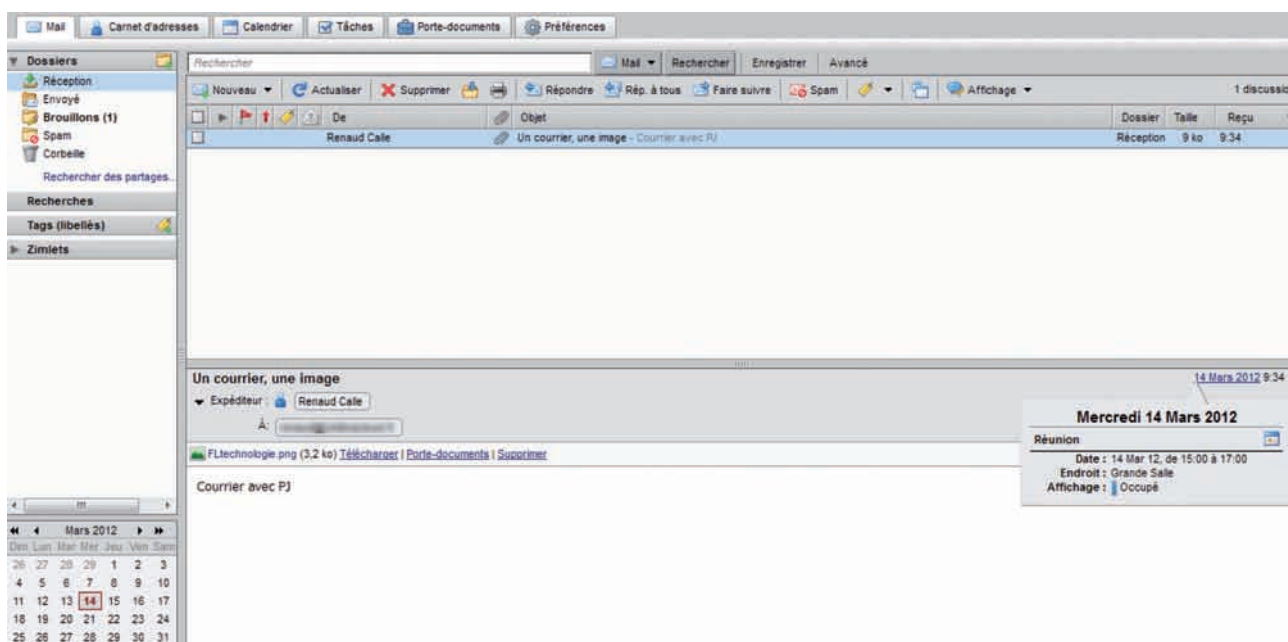 Mail Carnet d'adresses Calendrier Tâches Porte-documents Préférences
Dossiers
Réception
Envoyé
Brouillons (1)
Spam
Corbeille
Rechercher des partages...
Recherches
Tags (libellés)
Zimlets
Rechercher Mail Rechercher Enregistrer Avancé
Nouveau Actualiser Supprimer Répondre Rép. à tous Faire suivre Spam Affichage 1 discussio
De Objet Dossier Taille Reçu
Renaud Calle Un courrier, une image - Courrier avec PJ Réception 9 ko 9:34
Un courrier, une image 14 Mars 2012 9:34
Expéditeur : Renaud Calle
À :
FLtechnologie.png (3,2 ko) Télécharger | Porte-documents | Supprimer
Courrier avec PJ
Mercredi 14 Mars 2012
Réunion
Date : 14 Mar 12, de 15:00 à 17:00
Endroit : Grande Salle
Affichage : Occupé
Mars 2012
Dim Lun Mar Mer Jeu Ven Sam
26 27 28 29 1 2 3
4 5 6 7 8 9 10
11 12 13 14 15 16 17
18 19 20 21 22 23 24
25 26 27 28 29 30 31